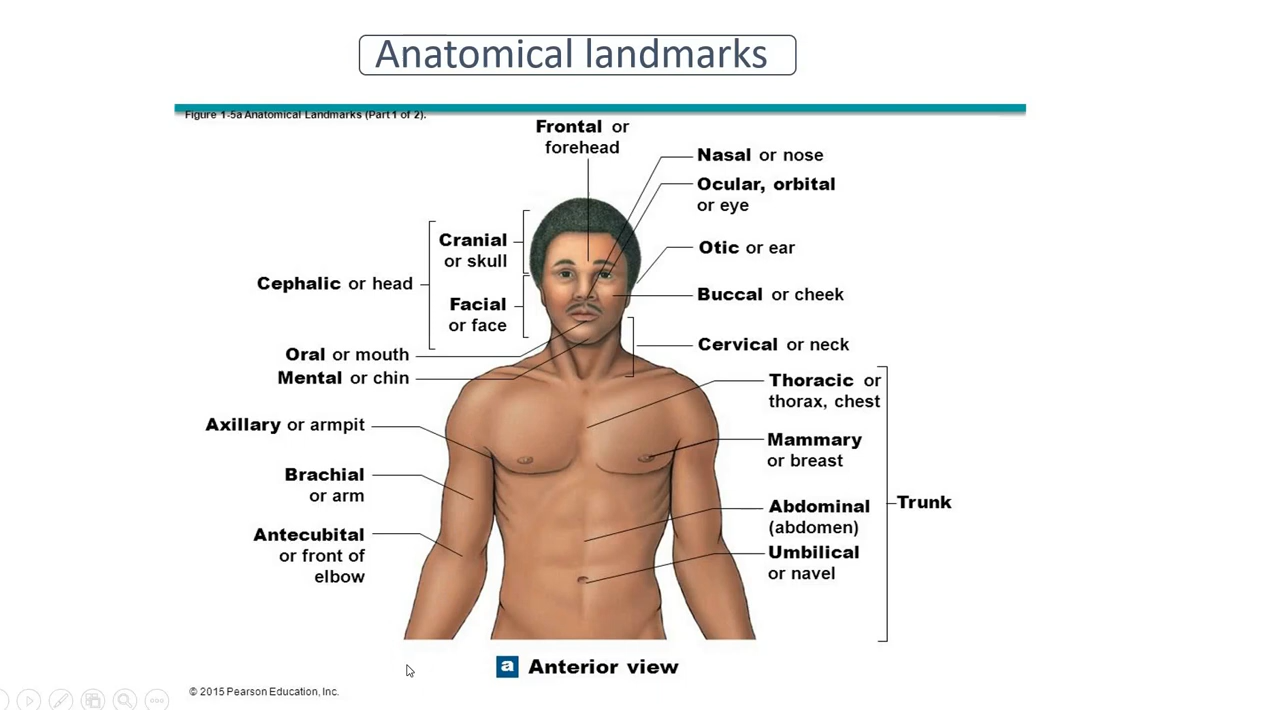 Anatomical landmarks
Figure 1-5a Anatomical Landmarks (Part 1 of 2).
Frontal or
forehead
Nasal or nose
Ocular, orbital
or eye
Cranial
or skull
Otic or ear
Cephalic or head
Buccal or cheek
Facial
or face
Cervical or neck
Oral or mouth
Mental or chin
Thoracic or
thorax, chest
Axillary or armpit
Mammary
or breast
Brachial
or arm
Abdominal
(abdomen)
Trunk
Antecubital
or front of
elbow
Umbilical
or navel
a Anterior view
© 2015 Pearson Education, Inc.